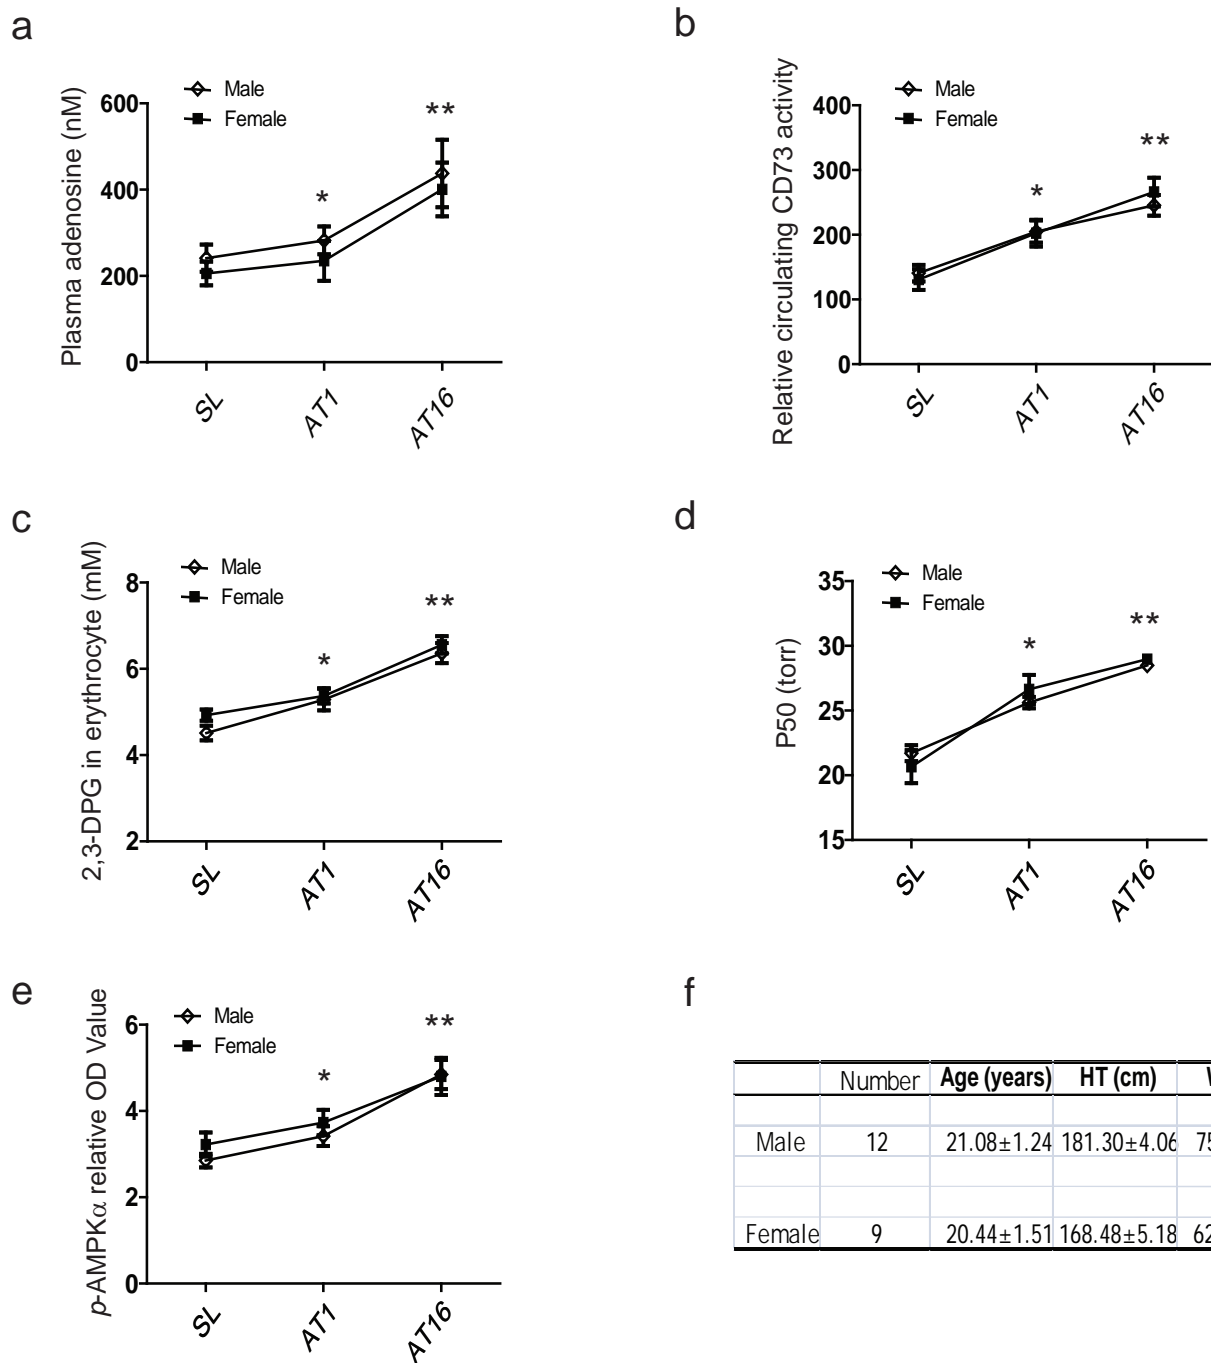 a
Plasma adenosine (nM)
Male
Female
600
400
200
0
*
**
SL
AT1
AT16
b
Relative circulating CD73 activity
Male
Female
400
300
200
100
0
*
**
SL
AT1
AT16
c
2,3-DPG in erythrocyte (mM)
Male
Female
8
6
4
2
*
**
SL
AT1
AT16
d
P50 (torr)
Male
Female
35
30
25
20
15
*
**
SL
AT1
AT16
e
p-AMPKα relative OD Value
Male
Female
6
4
2
0
*
**
SL
AT1
AT16
f
Number Age (years) HT (cm)
Male 12 21.08±1.24 181.30±4.06 75
Female 9 20.44±1.51 168.48±5.18 62